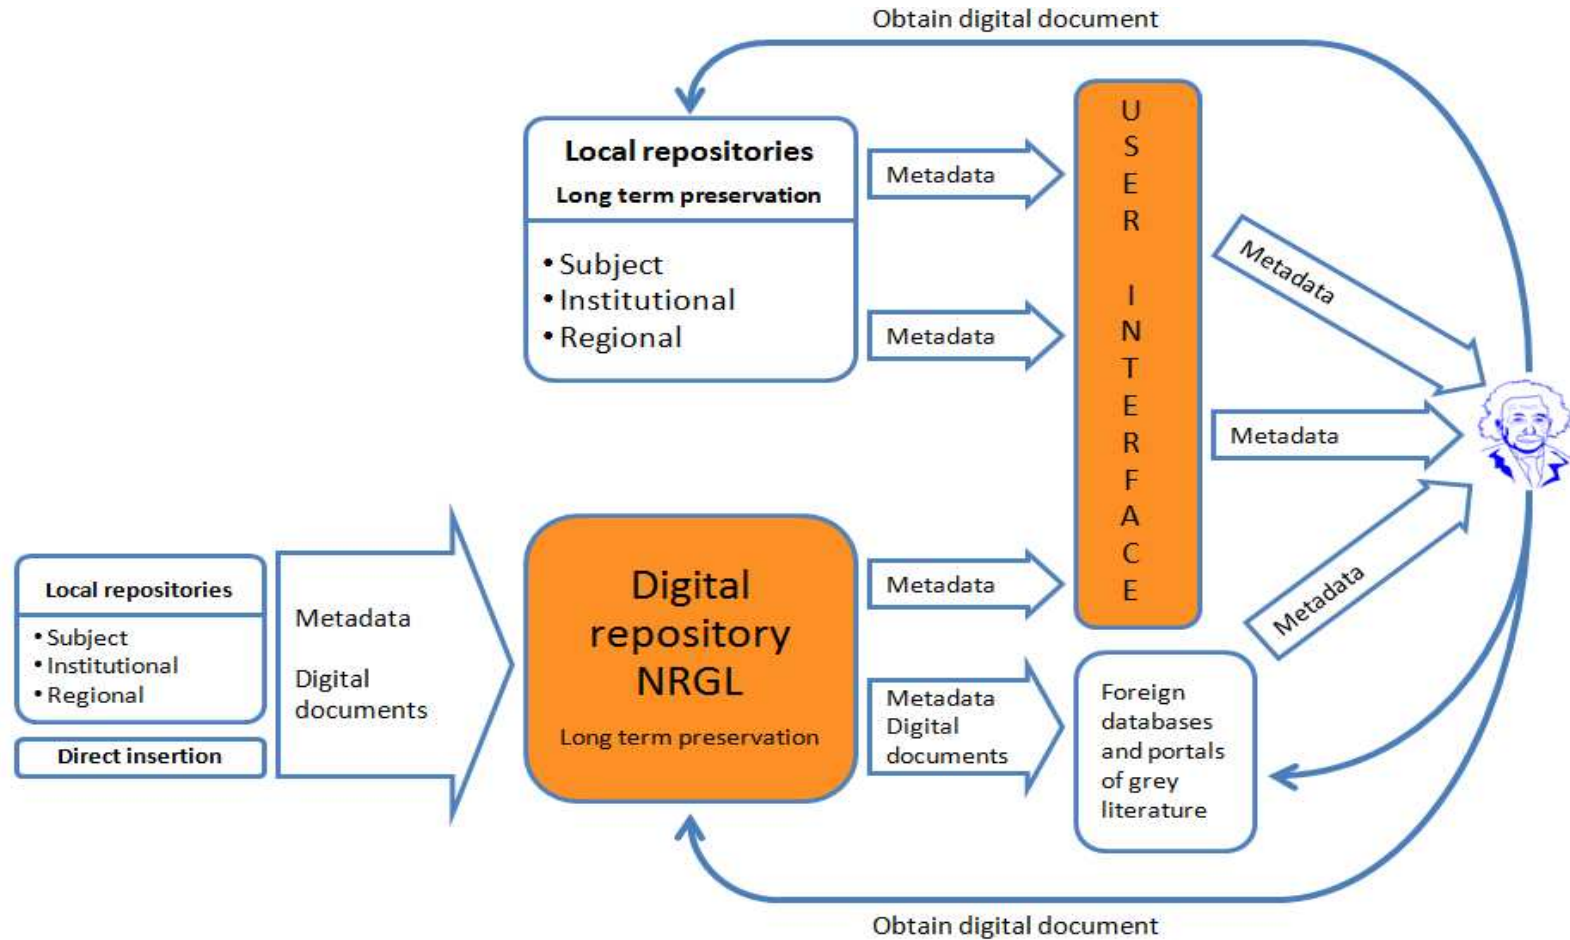 Obtain digital document
Local repositories
Long term preservation
• Subject
• Institutional
• Regional
Metadata
Metadata
USER INTERFACE
Metadata
Metadata
Local repositories
• Subject
• Institutional
• Regional
Direct insertion
Metadata
Digital
documents
Digital
repository
NRGL
Long term preservation
Metadata
Metadata
Digital
documents
Foreign
databases
and portals
of grey
literature
Metadata
Obtain digital document